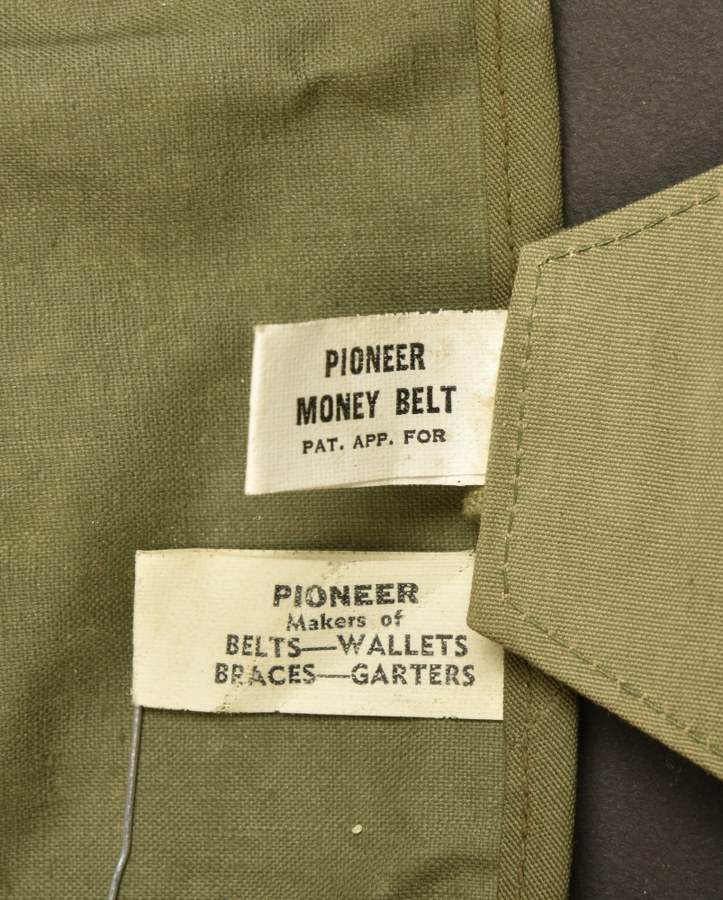 PIONEER
MONEY BELT
PAT. APP. FOR
PIONEER
Makers of
BELTS—WALLETS
BRACES—GARTERS